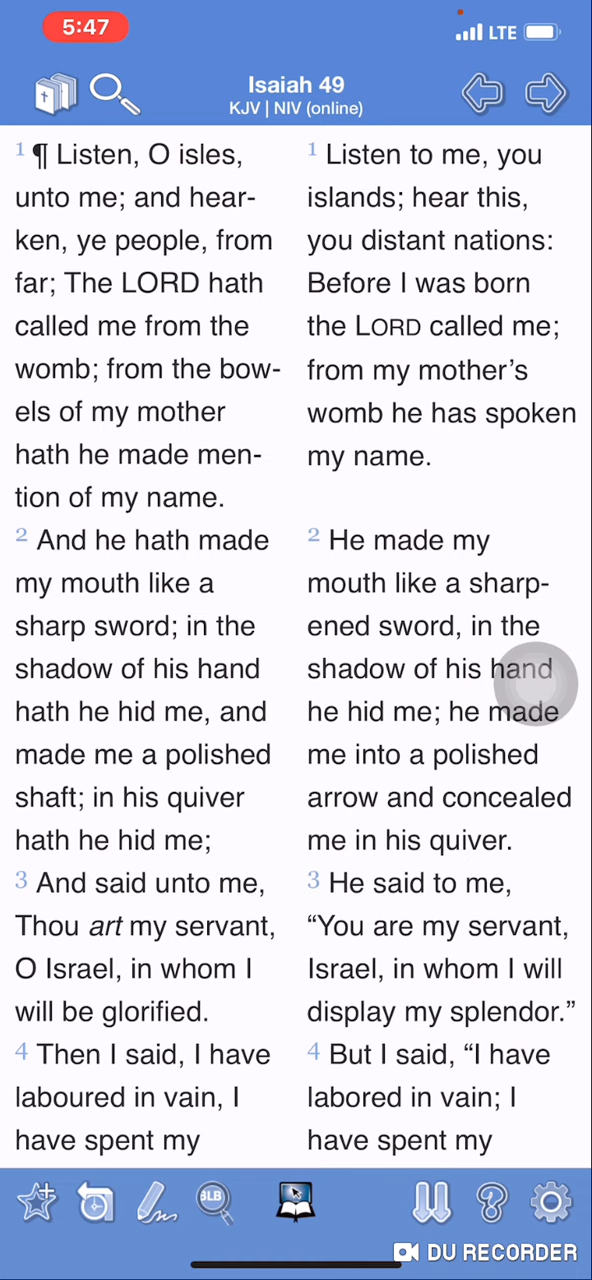 5:47
LTE
Isaiah 49
KJV | NIV (online)
1 ¶ Listen, O isles,
unto me; and hear-
ken, ye people, from
far; The LORD hath
called me from the
womb; from the bow-
els of my mother
hath he made men-
tion of my name.
2 And he hath made
my mouth like a
sharp sword; in the
shadow of his hand
hath he hid me, and
made me a polished
shaft; in his quiver
hath he hid me;
3 And said unto me,
Thou art my servant,
O Israel, in whom I
will be glorified.
4 Then I said, I have
laboured in vain, I
have spent my
1 Listen to me, you
islands; hear this,
you distant nations:
Before I was born
the LORD called me;
from my mother’s
womb he has spoken
my name.
2 He made my
mouth like a sharp-
ened sword, in the
shadow of his hand
he hid me; he made
me into a polished
arrow and concealed
me in his quiver.
3 He said to me,
“You are my servant,
Israel, in whom I will
display my splendor.”
4 But I said, “I have
labored in vain; I
have spent my
BLB
DU RECORDER